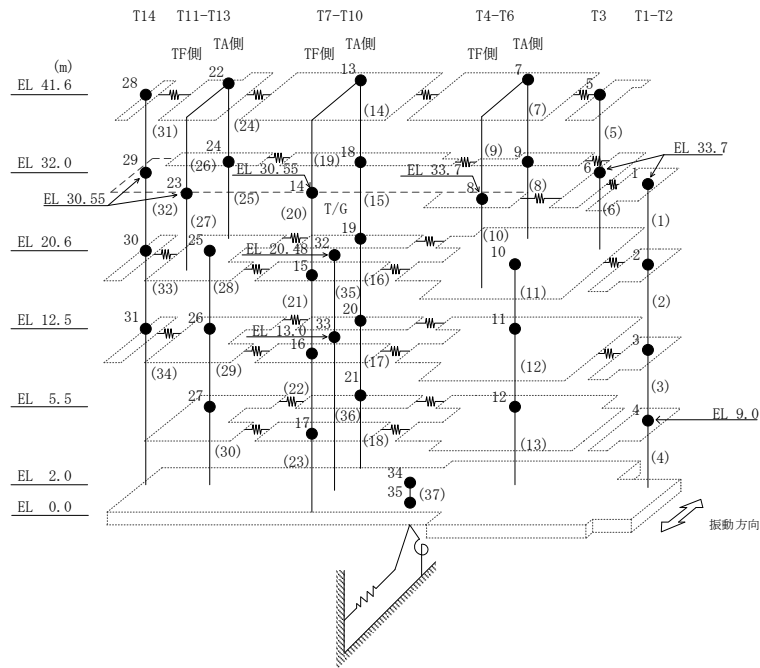 T14 T11-T13 T7-T10 T4-T6 T3 T1-T2
TF側 TA側 TF側 TA側 TF側 TA側
(m)
EL 41.6
EL 32.0
EL 20.6
EL 12.5
EL 5.5
EL 2.0
EL 0.0
28 22 13 7 5
(31) (24) (14) (7) (5)
29 24 18 9 6 1
(26) (19) (9) EL 33.7
EL 30.55 EL 33.7
23 14 8
EL 30.55
(32) (25) (15) (8) (6)
(27) (20) T/G (10) (1)
30 25 32 19 10 2
EL 20.48
15
(33) (28) (35) (16) (11) (2)
31 26 (21) 33 20 11 3
EL 13.0
16
(34) (29) (17) (12) (3)
27 (22) 21 12 4
(36) EL 9.0
17
(30) (23) (18) (13) (4)
34
35 (37)
振動方向